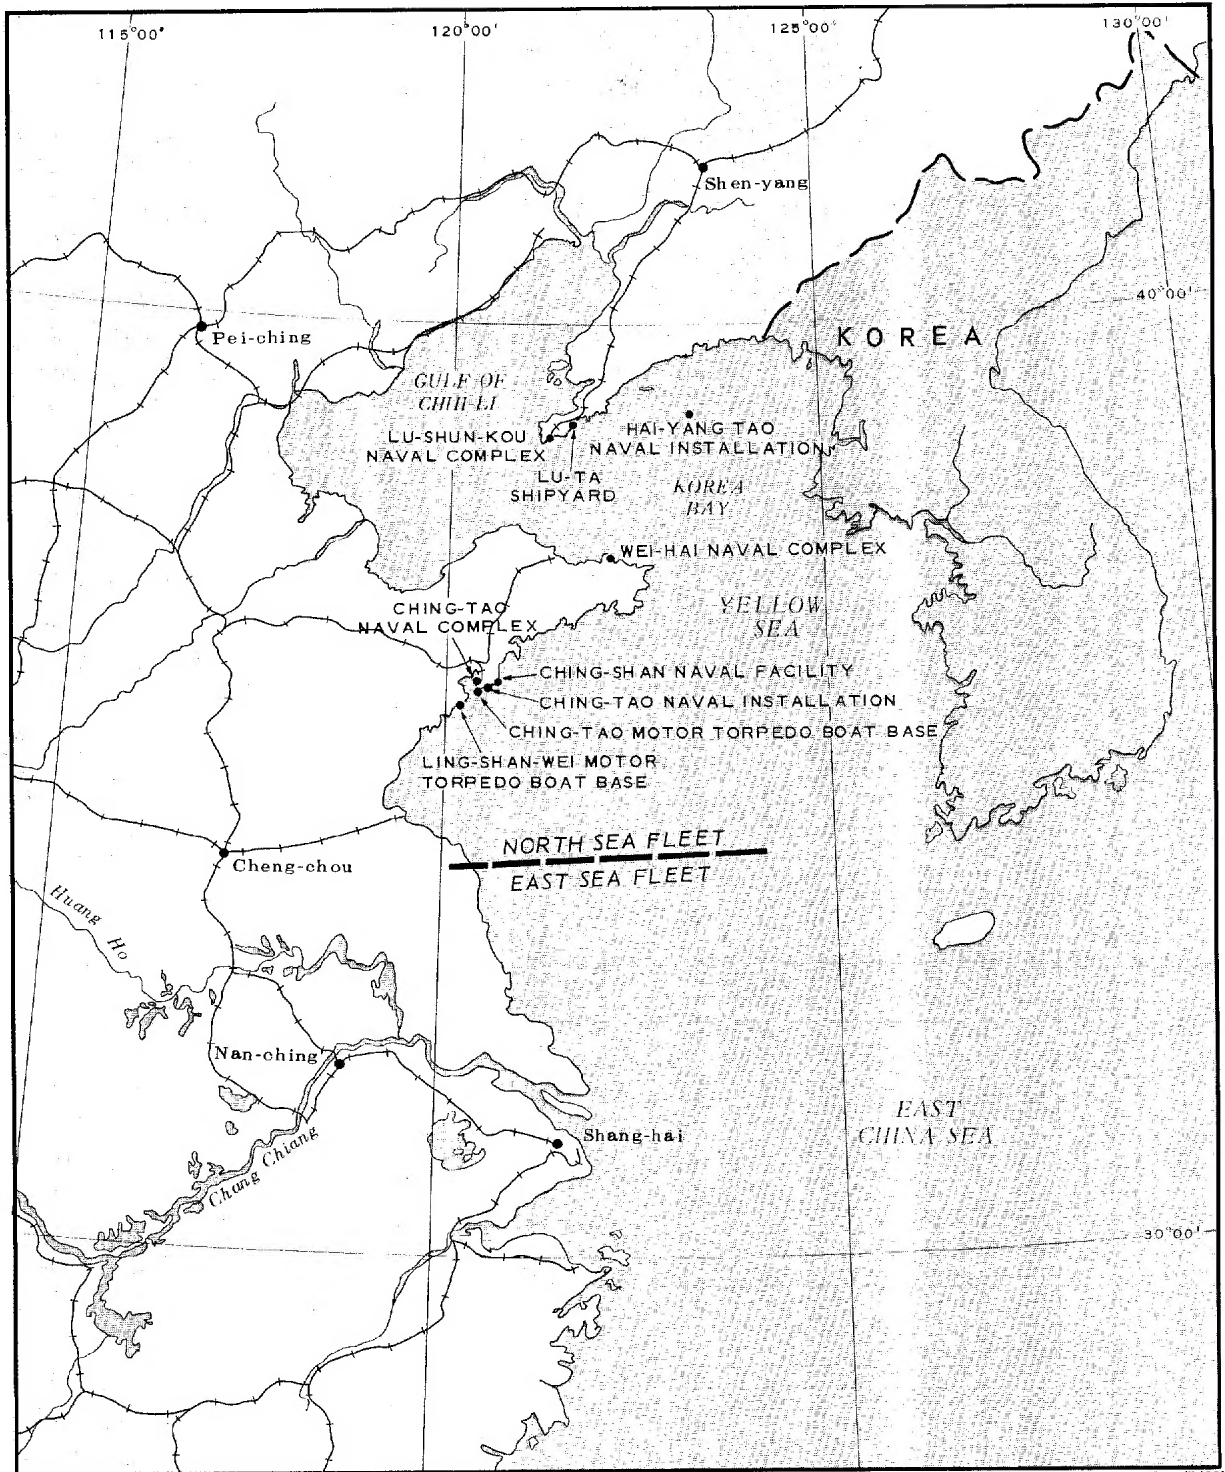 115°00'
120°00'
125°00'
130°00'
Shen-yang
40°00'
KOREA
Pei-ching
GULF OF
CHIH-LI
LU-SHUN-KOU
NAVAL COMPLEX
HAI-YANG TAO
NAVAL INSTALLATION
LU-TA
SHIPYARD
KOREA
BAY
WEI-HAI NAVAL COMPLEX
CHING-TAO
NAVAL COMPLEX
YELLOW
SEA
CHING-SHAN NAVAL FACILITY
CHING-TAO NAVAL INSTALLATION
CHING-TAO MOTOR TORPEDO BOAT BASE
LING-SHAN-WEI MOTOR
TORPEDO BOAT BASE
NORTH SEA FLEET
EAST SEA FLEET
Cheng-chou
Huang Ho
Nan-ching
EAST
CHINA SEA
Shang-hai
Chang Chiang
30°00'